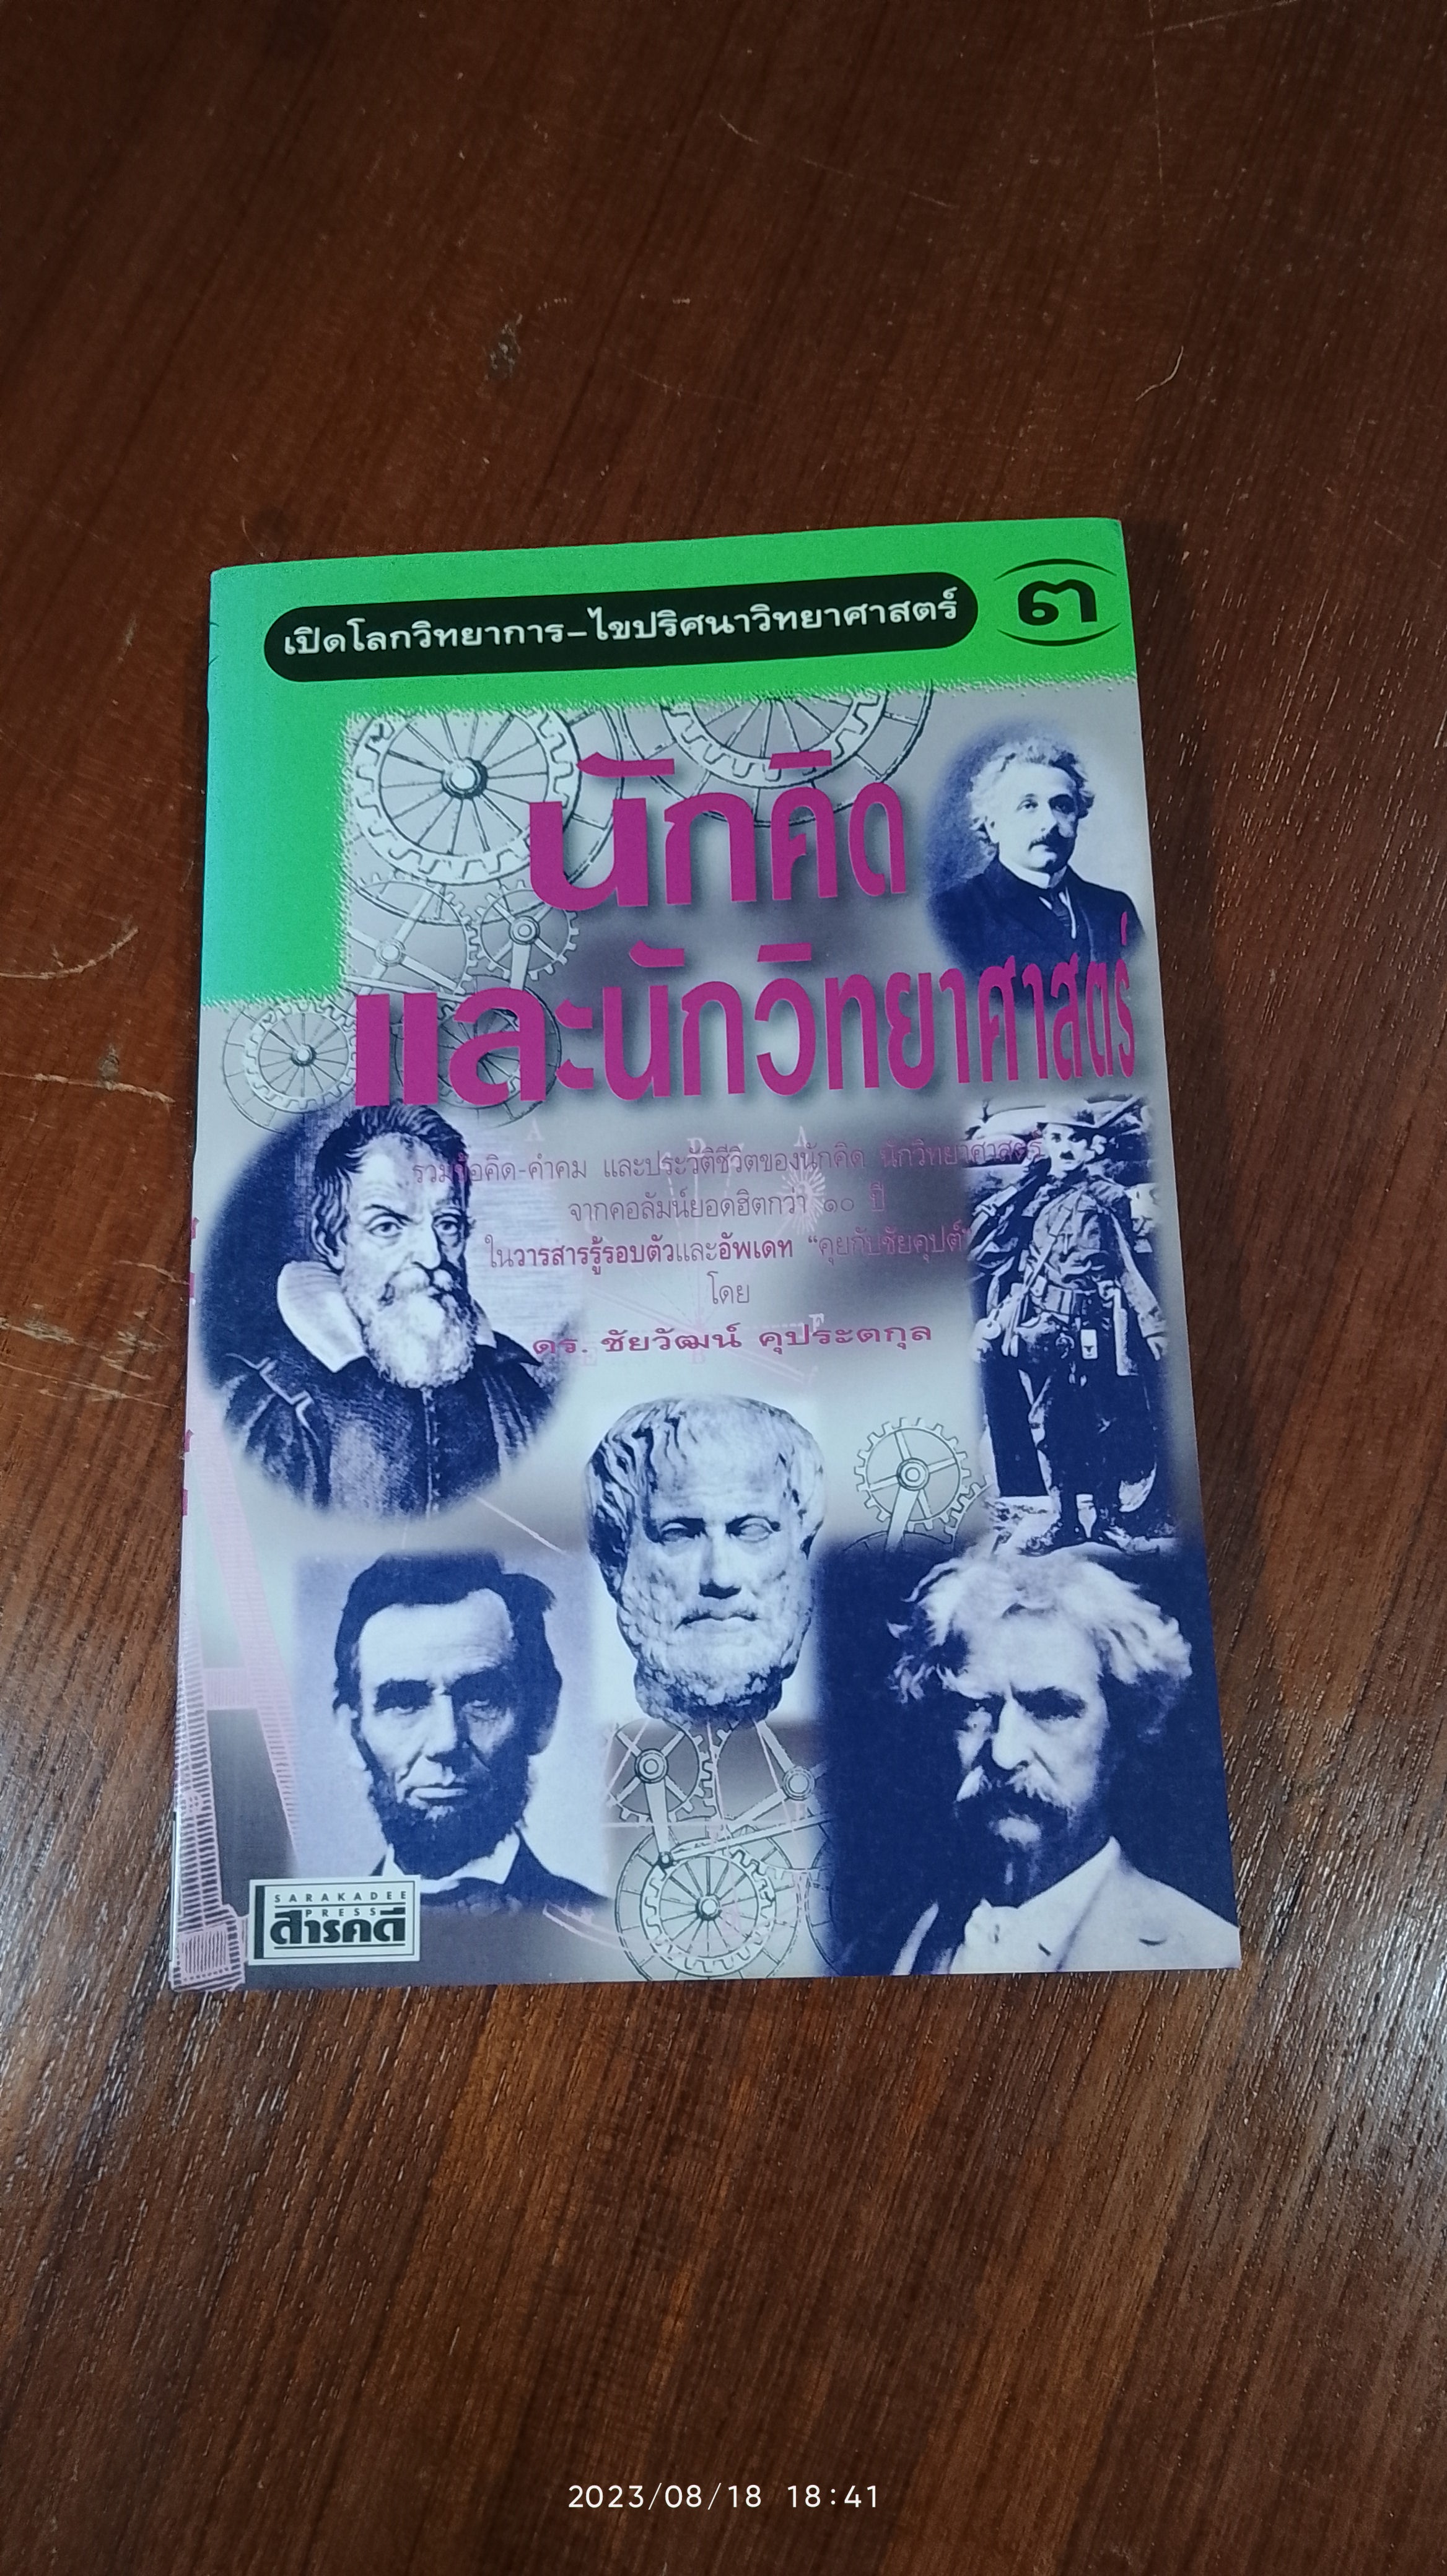 เปิดโลกวิทยาการ-ไขปริศนาวิทยาศาสตร์
๓
นักคิด
และนักวิทยาศาสตร์
รวมข้อคิด-คำคม และประวัติชีวิตของนักคิด นักวิทยาศาสตร์
จากคอลัมน์ยอดฮิตกว่า ๑๐ ปี
ในวารสารรู้รอบตัวและอัพเดท "คุยกับชัยคุปต์"
โดย
ดร. ชัยวัฒน์ คุประตกุล
SARAKADEE
PRESS
สารคดี
2023/08/18 18:41